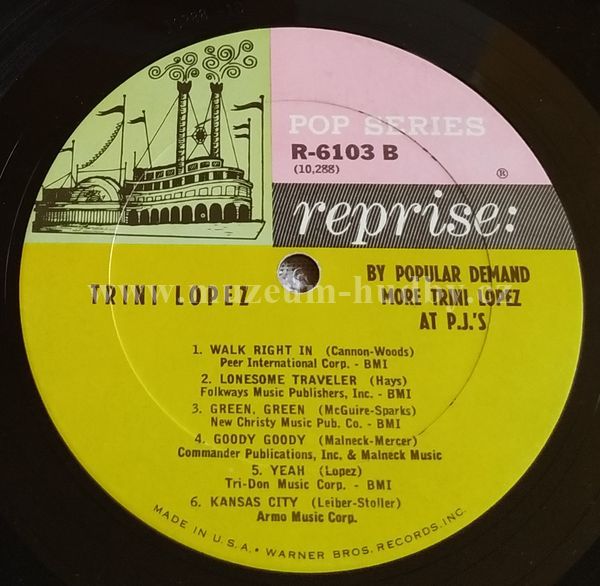 POP SERIES
R-6103 B
(10,288)
®
reprise:
www.muzeum-hudby.cz
TRINI LOPEZ
BY POPULAR DEMAND
MORE TRINI LOPEZ
AT P.J.'S
1. WALK RIGHT IN (Cannon-Woods)
Peer International Corp. - BMI
2. LONESOME TRAVELER (Hays)
Folkways Music Publishers, Inc. - BMI
3. GREEN, GREEN (McGuire-Sparks)
New Christy Music Pub. Co. - BMI
4. GOODY GOODY (Malneck-Mercer)
Commander Publications, Inc. & Malneck Music
5. YEAH (Lopez)
Tri-Don Music Corp. - BMI
6. KANSAS CITY (Leiber-Stoller)
Armo Music Corp.
MADE IN U.S.A. • WARNER BROS. RECORDS, INC.